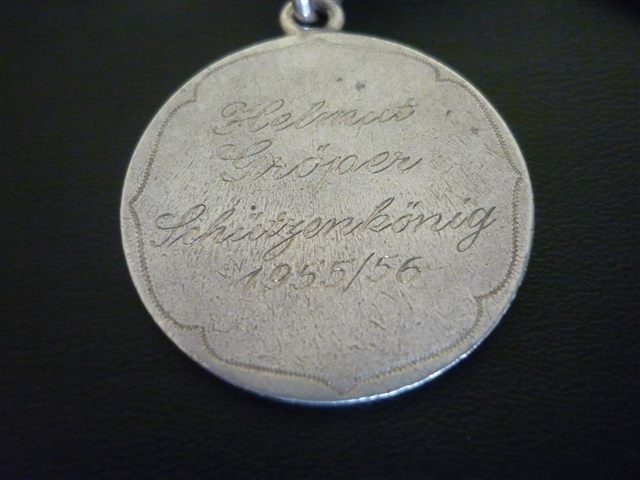 Helmut
Gröper
Schützenkönig
1955/56